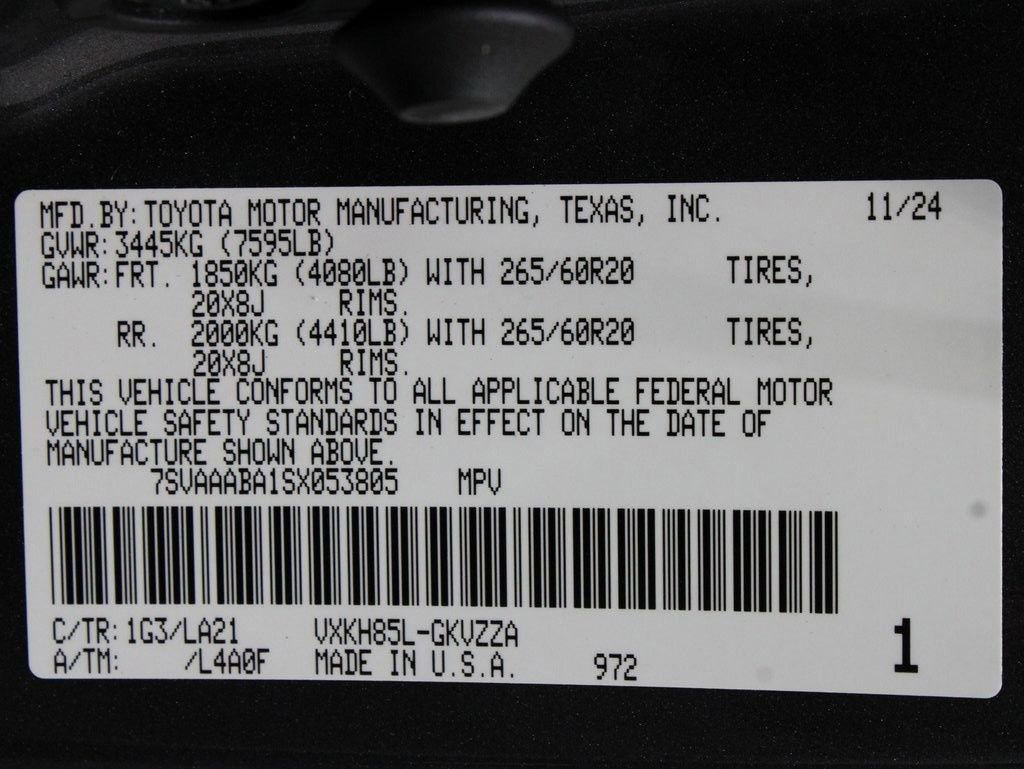 MFD.BY:TOYOTA MOTOR MANUFACTURING, TEXAS, INC. 11/24
GVWR:3445KG (7595LB)
GAWR:FRT. 1850KG (4080LB) WITH 265/60R20 TIRES,
20X8J RIMS.
RR. 2000KG (4410LB) WITH 265/60R20 TIRES,
20X8J RIMS.
THIS VEHICLE CONFORMS TO ALL APPLICABLE FEDERAL MOTOR
VEHICLE SAFETY STANDARDS IN EFFECT ON THE DATE OF
MANUFACTURE SHOWN ABOVE.
7SVAAABA1SX053805 MPV
C/TR:1G3/LA21 VXKH85L-GKVZZA
A/TM: /L4A0F MADE IN U.S.A. 972 1